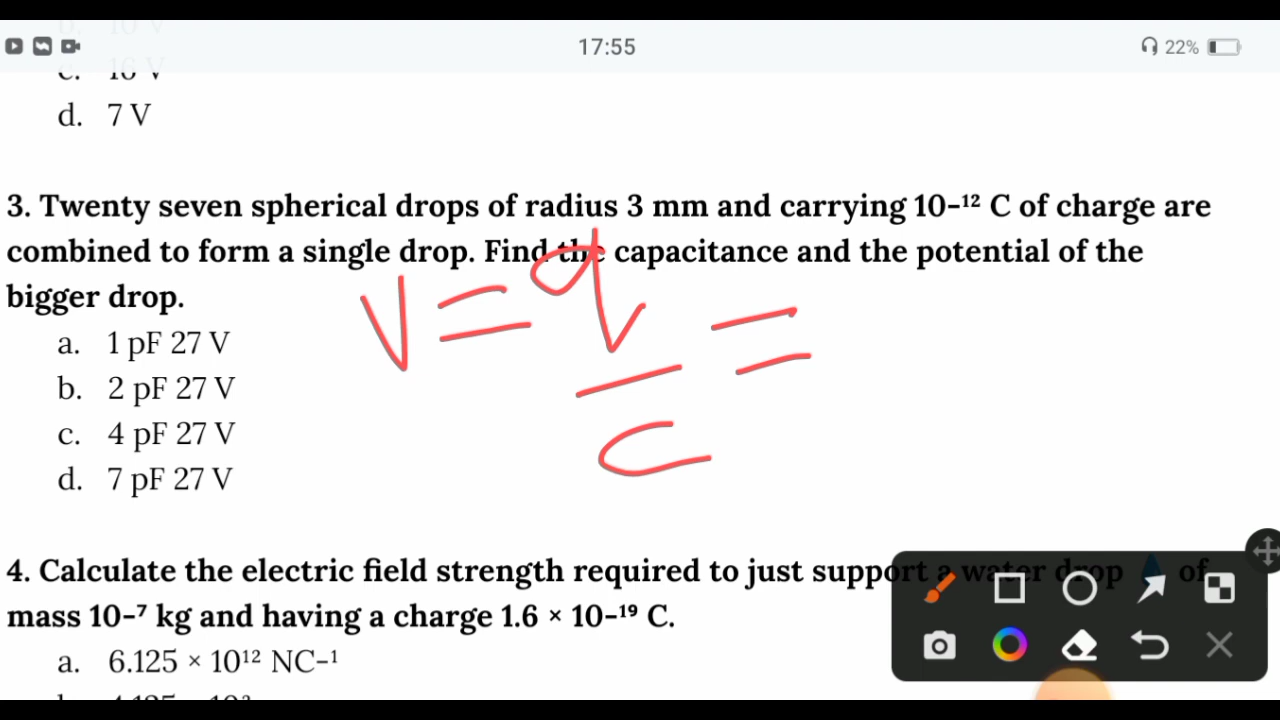 17:55
22%
c. 16 V
d. 7 V
3. Twenty seven spherical drops of radius 3 mm and carrying 10−¹² C of charge are
combined to form a single drop. Find the capacitance and the potential of the
bigger drop.
a. 1 pF 27 V
b. 2 pF 27 V
c. 4 pF 27 V
d. 7 pF 27 V
V = q =
c
4. Calculate the electric field strength required to just support a water drop of
mass 10−⁷ kg and having a charge 1.6 × 10−¹⁹ C.
a. 6.125 × 10¹² NC−¹